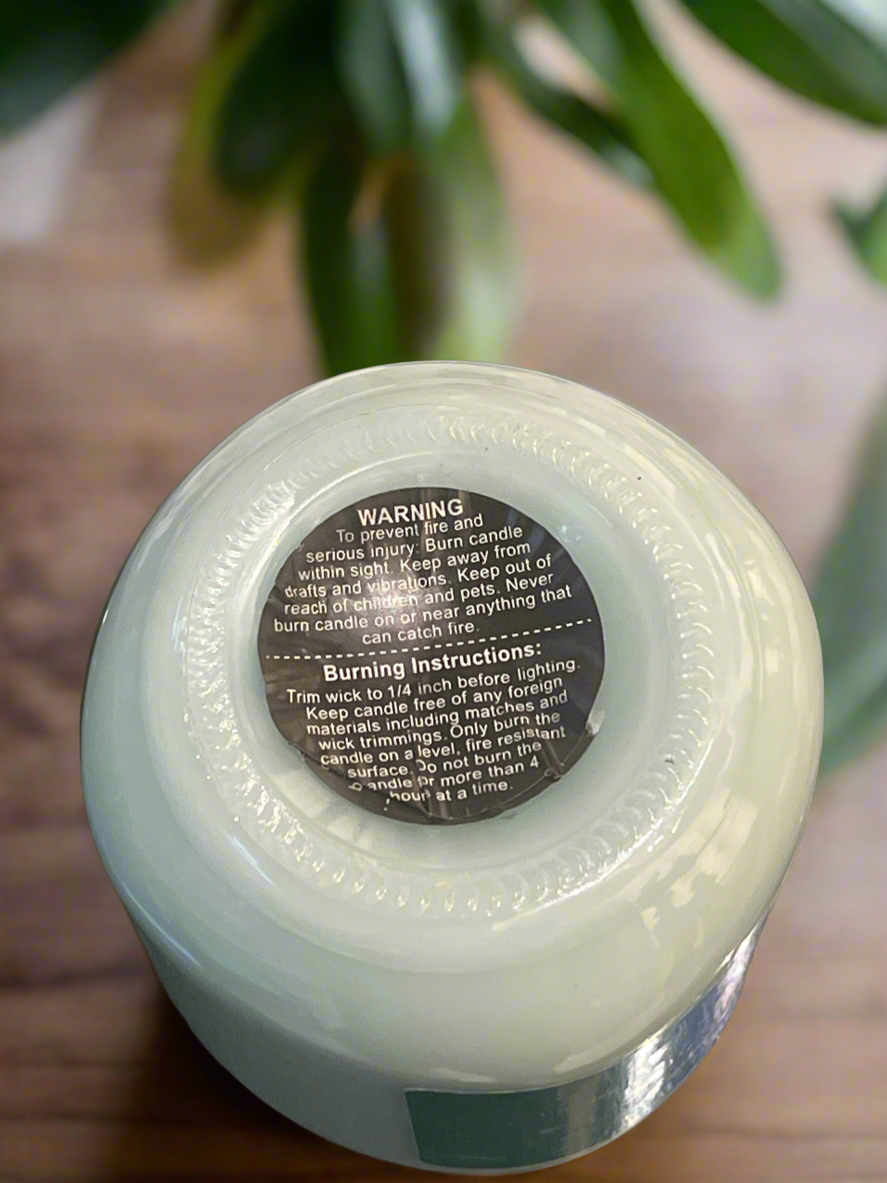 WARNING
To prevent fire and
serious injury: Burn candle
within sight. Keep away from
drafts and vibrations. Keep out of
reach of children and pets. Never
burn candle on or near anything that
can catch fire.
Burning Instructions:
Trim wick to 1/4 inch before lighting.
Keep candle free of any foreign
materials including matches and
wick trimmings. Only burn the
candle on a level, fire resistant
surface. Do not burn the
candle for more than 4
hours at a time.